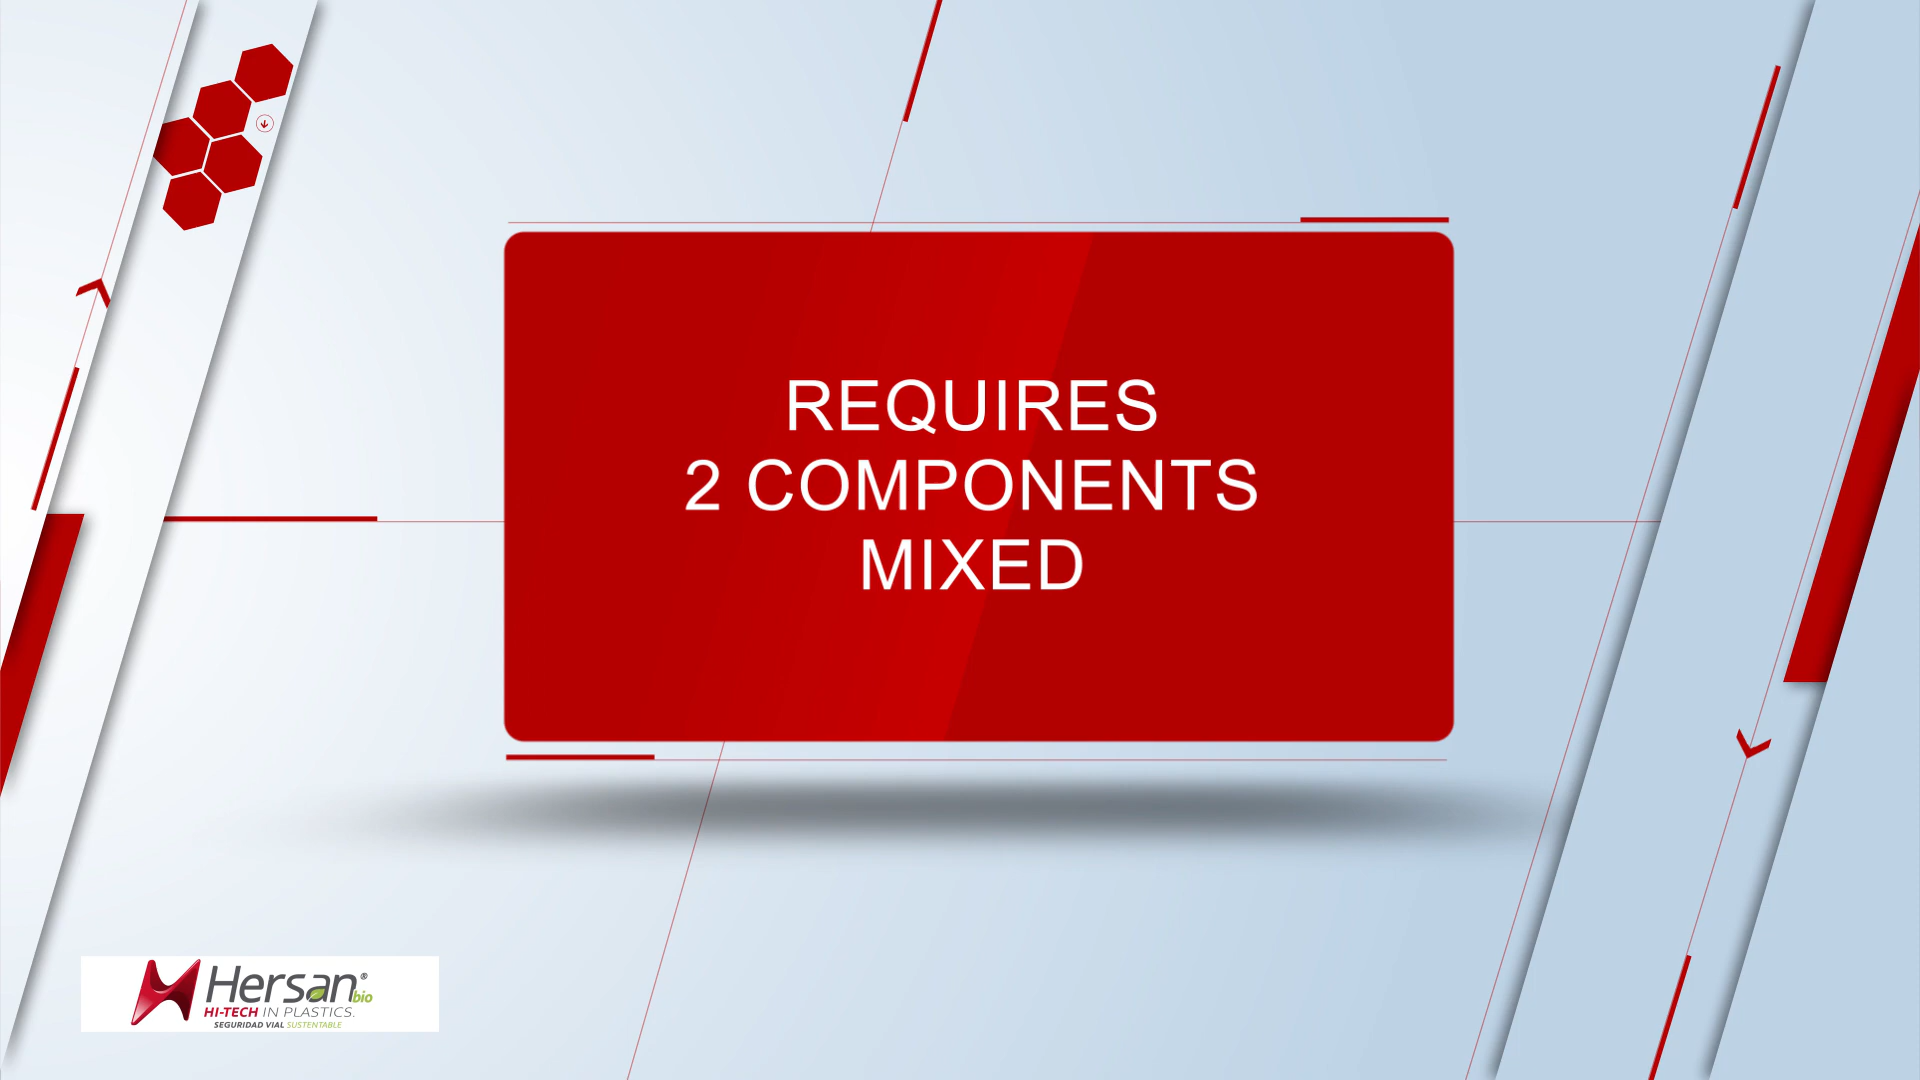 REQUIRES
2 COMPONENTS
MIXED
Hersan®
bio
HI-TECH IN PLASTICS.
SEGURIDAD VIAL SUSTENTABLE